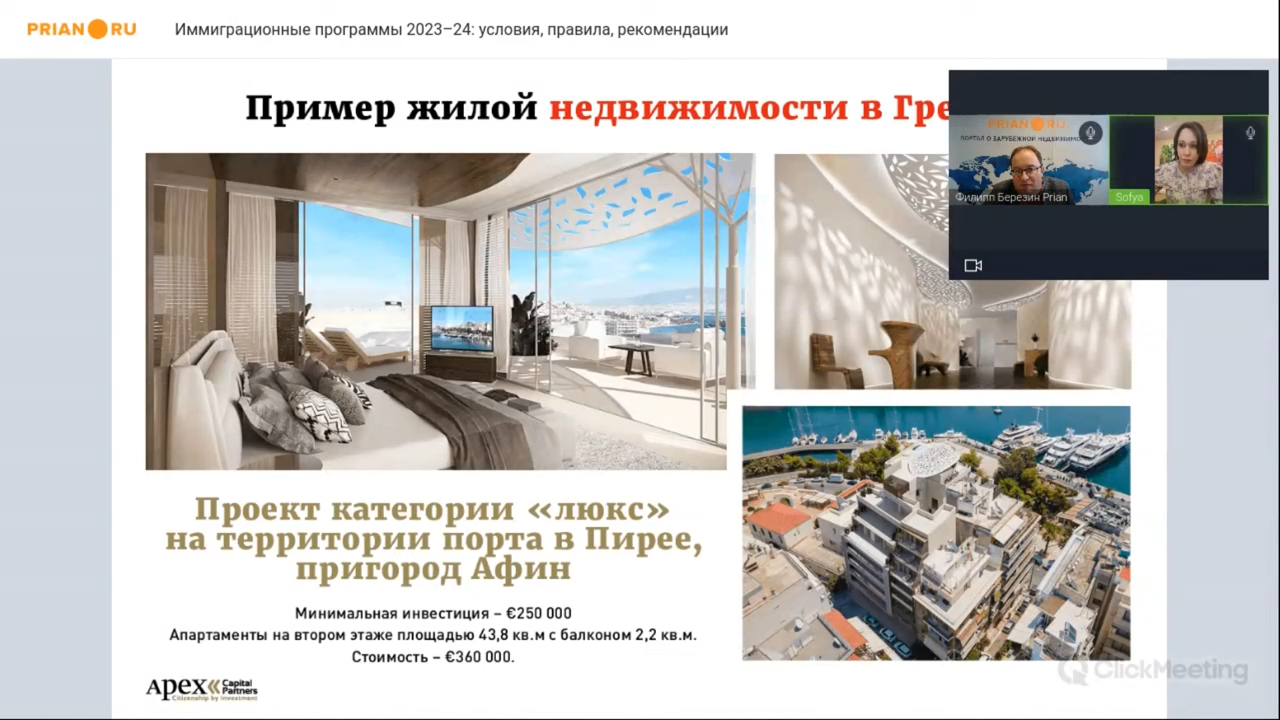 PRIAN RU
Иммиграционные программы 2023–24: условия, правила, рекомендации
Пример жилой недвижимости в Гре
PRIAN RU
Филипп Березин Prian
Sofya
Проект категории «люкс»
на территории порта в Пирее,
пригород Афин
Минимальная инвестиция – €250 000
Апартаменты на втором этаже площадью 43,8 кв.м с балконом 2,2 кв.м.
Стоимость – €360 000.
Apex Capital Partners
Citizenship by Investment
ClickMeeting